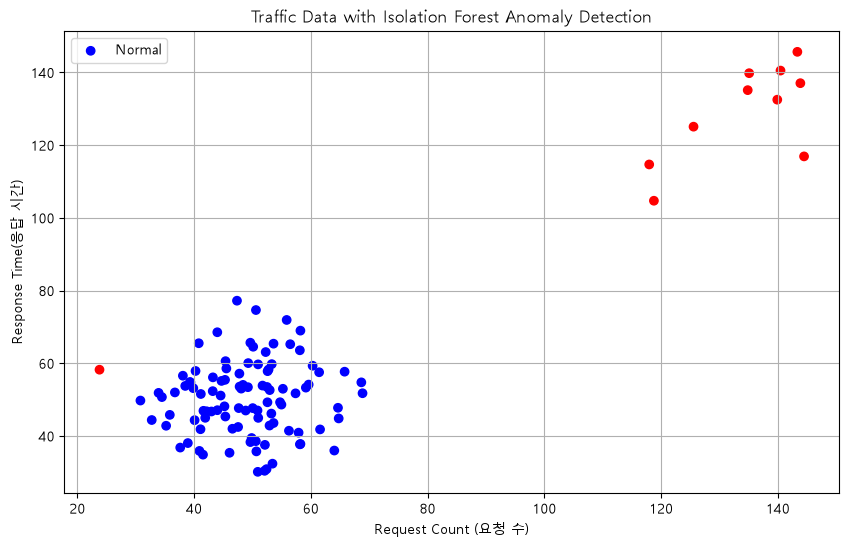 Traffic Data with Isolation Forest Anomaly Detection
Normal
140
120
100
80
60
40
Response Time(응답 시간)
20 40 60 80 100 120 140
Request Count (요청 수)